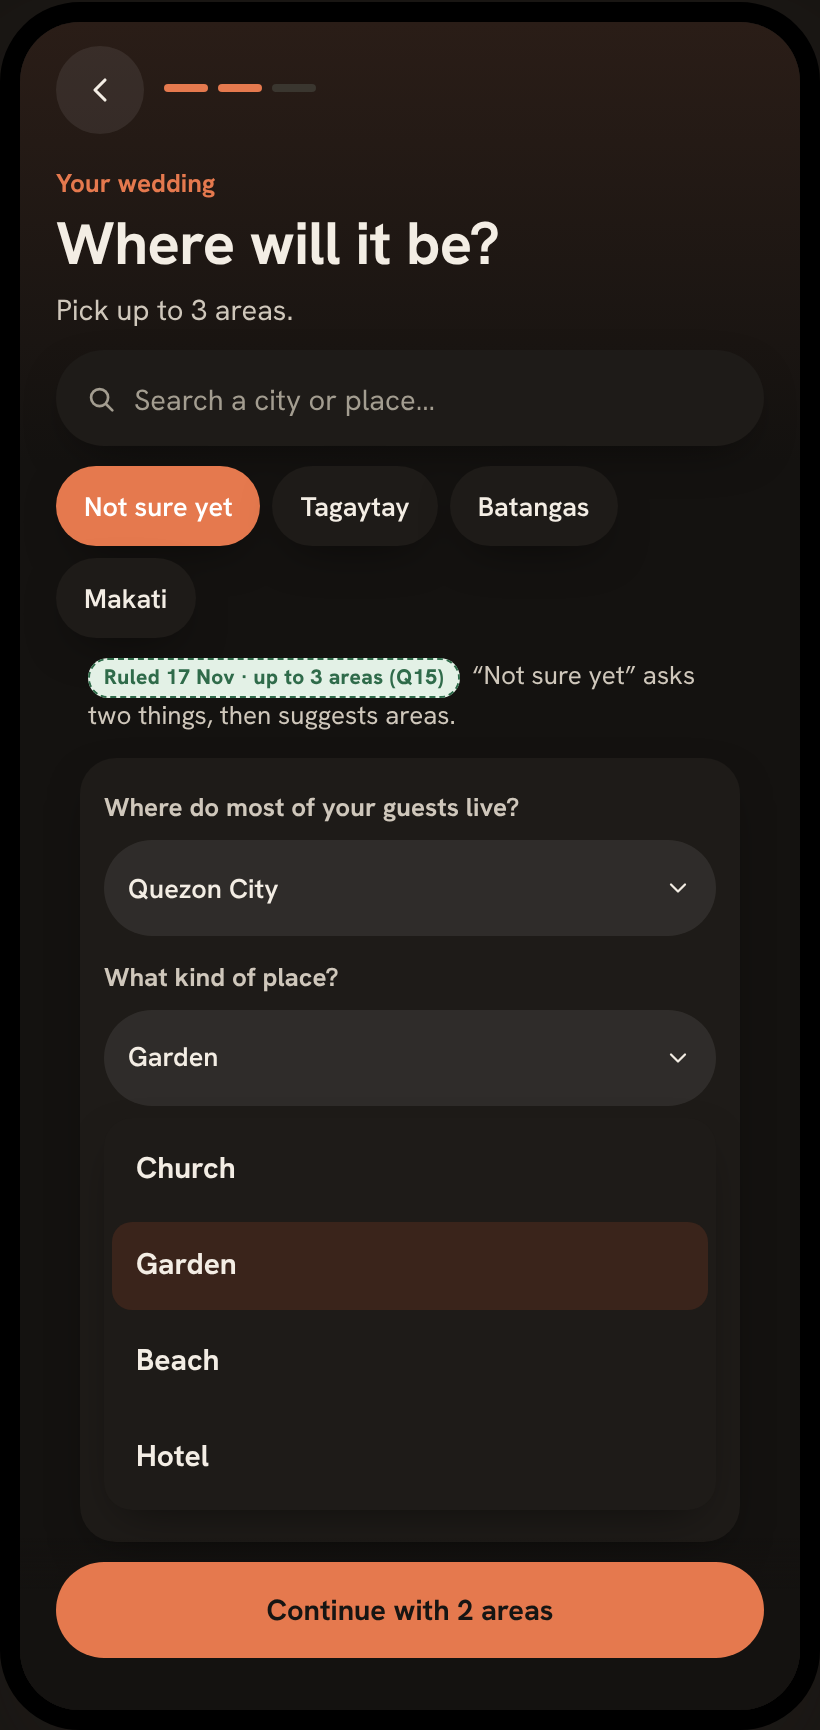 Your wedding
Where will it be?
Pick up to 3 areas.
Search a city or place...
Not sure yet
Tagaytay
Batangas
Makati
Ruled 17 Nov · up to 3 areas (Q15) “Not sure yet” asks
two things, then suggests areas.
Where do most of your guests live?
Quezon City
What kind of place?
Garden
Church
Garden
Beach
Hotel
Continue with 2 areas